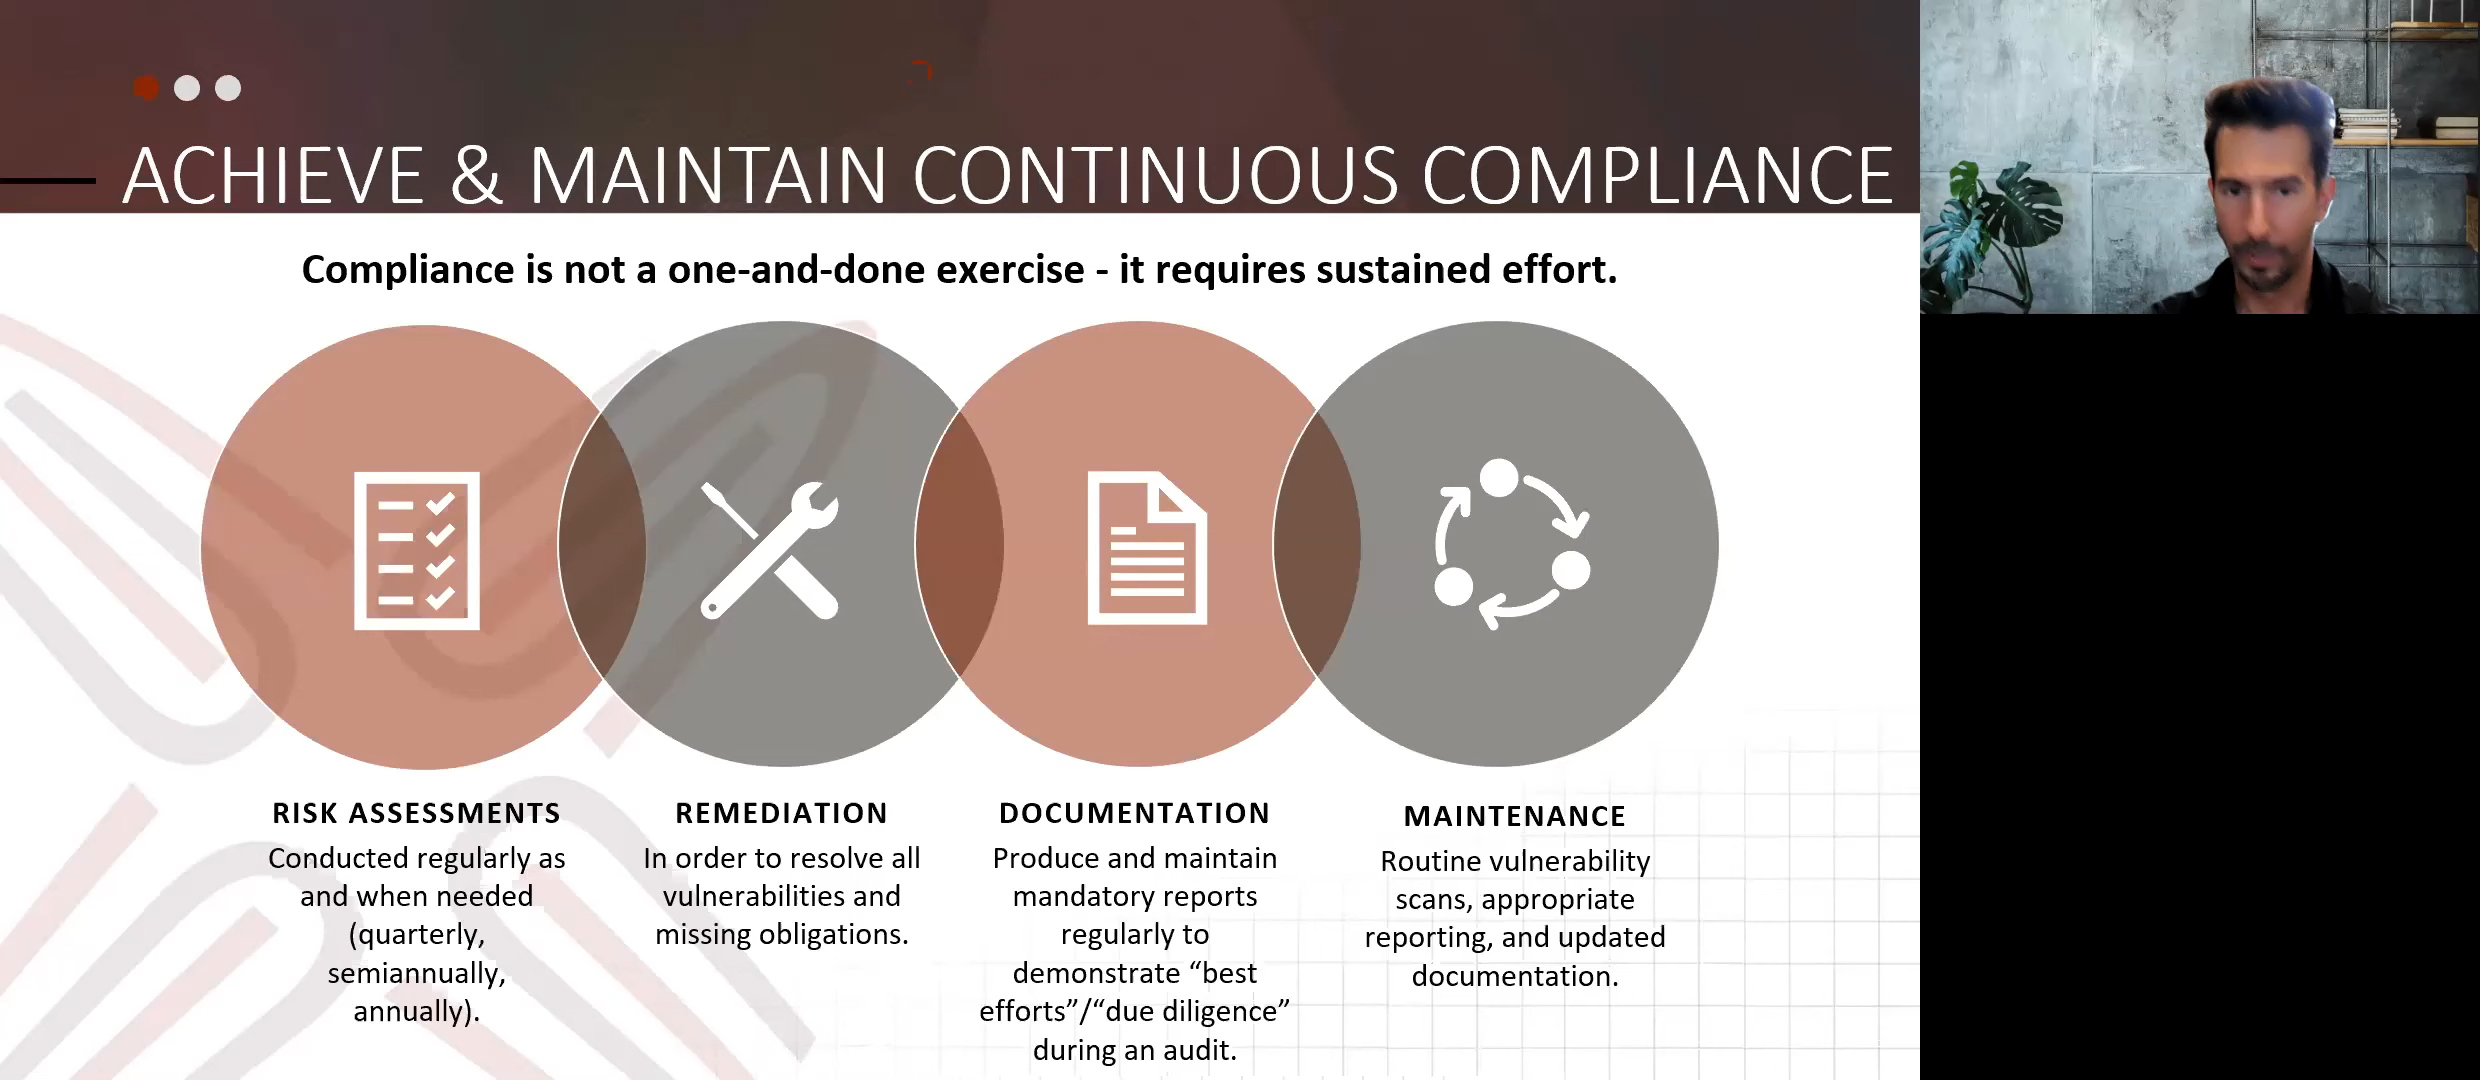 ACHIEVE & MAINTAIN CONTINUOUS COMPLIANCE
Compliance is not a one-and-done exercise - it requires sustained effort.
RISK ASSESSMENTS
Conducted regularly as
and when needed
(quarterly,
semiannually,
annually).
REMEDIATION
In order to resolve all
vulnerabilities and
missing obligations.
DOCUMENTATION
Produce and maintain
mandatory reports
regularly to
demonstrate “best
efforts”/“due diligence”
during an audit.
MAINTENANCE
Routine vulnerability
scans, appropriate
reporting, and updated
documentation.